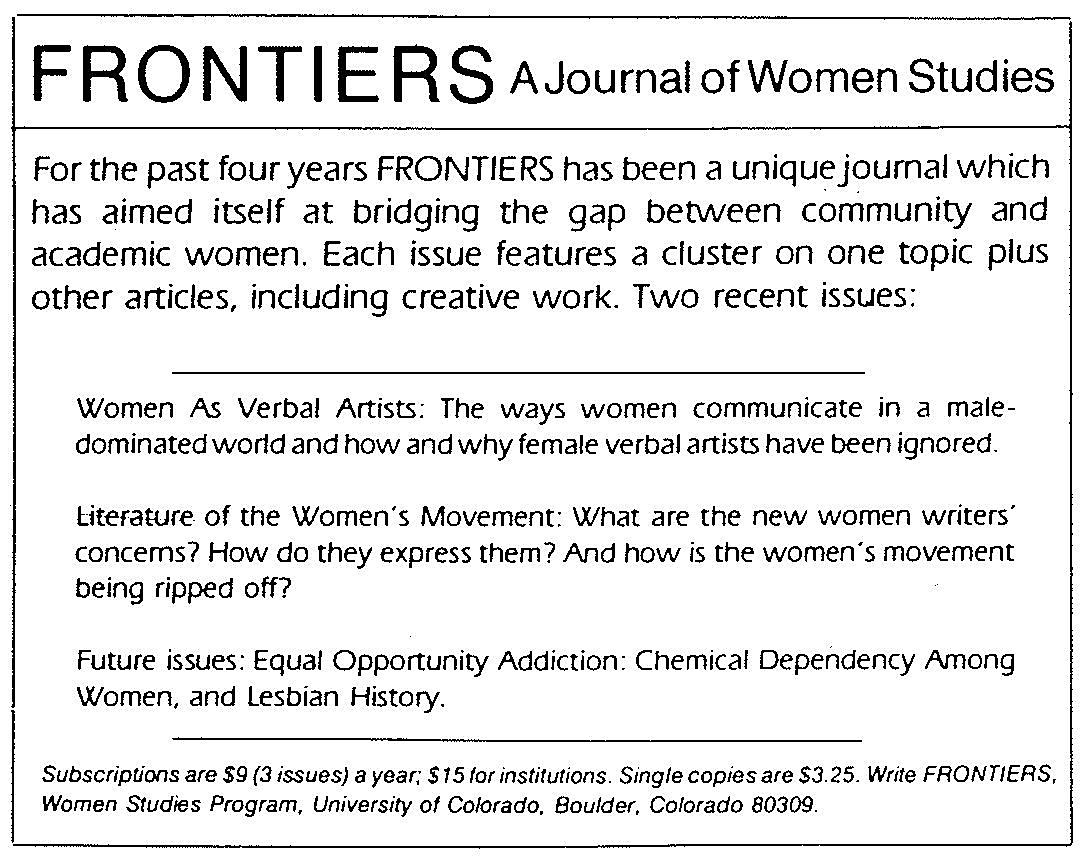 FRONTIERS A Journal of Women Studies
For the past four years FRONTIERS has been a unique journal which
has aimed itself at bridging the gap between community and
academic women. Each issue features a cluster on one topic plus
other articles, including creative work. Two recent issues:
Women As Verbal Artists: The ways women communicate in a male-
dominated world and how and why female verbal artists have been ignored.
Literature of the Women's Movement: What are the new women writers'
concerns? How do they express them? And how is the women's movement
being ripped off?
Future issues: Equal Opportunity Addiction: Chemical Dependency Among
Women, and Lesbian History.
Subscriptions are $9 (3 issues) a year; $15 for institutions. Single copies are $3.25. Write FRONTIERS,
Women Studies Program, University of Colorado, Boulder, Colorado 80309.